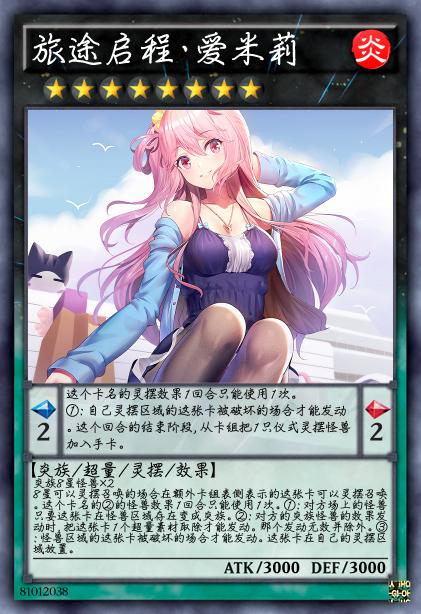 旅途启程·爱米莉
炎
这个卡名的灵摆效果1回合只能使用1次。
①:自己灵摆区域的这张卡被破坏的场合才能发动
。这个回合的结束阶段,从卡组把1只仪式灵摆怪兽
加入手卡。
2
2
【炎族/超量/灵摆/效果】
炎族8星怪兽×2
8星可以灵摆召唤的场合在额外卡组表侧表示的这张卡可以灵摆召唤
。这个卡名的②的怪兽效果1回合只能使用1次。①:对方场上的怪兽
只要这张卡在怪兽区域存在变成炎族。②:对方的炎族怪兽的效果发
动时,把这张卡1个超量素材取除才能发动。那个发动无效并除外。③
:怪兽区域的这张卡被破坏的场合才能发动。这张卡在自己的灵摆区
域放置。
ATK/3000 DEF/3000
81012038